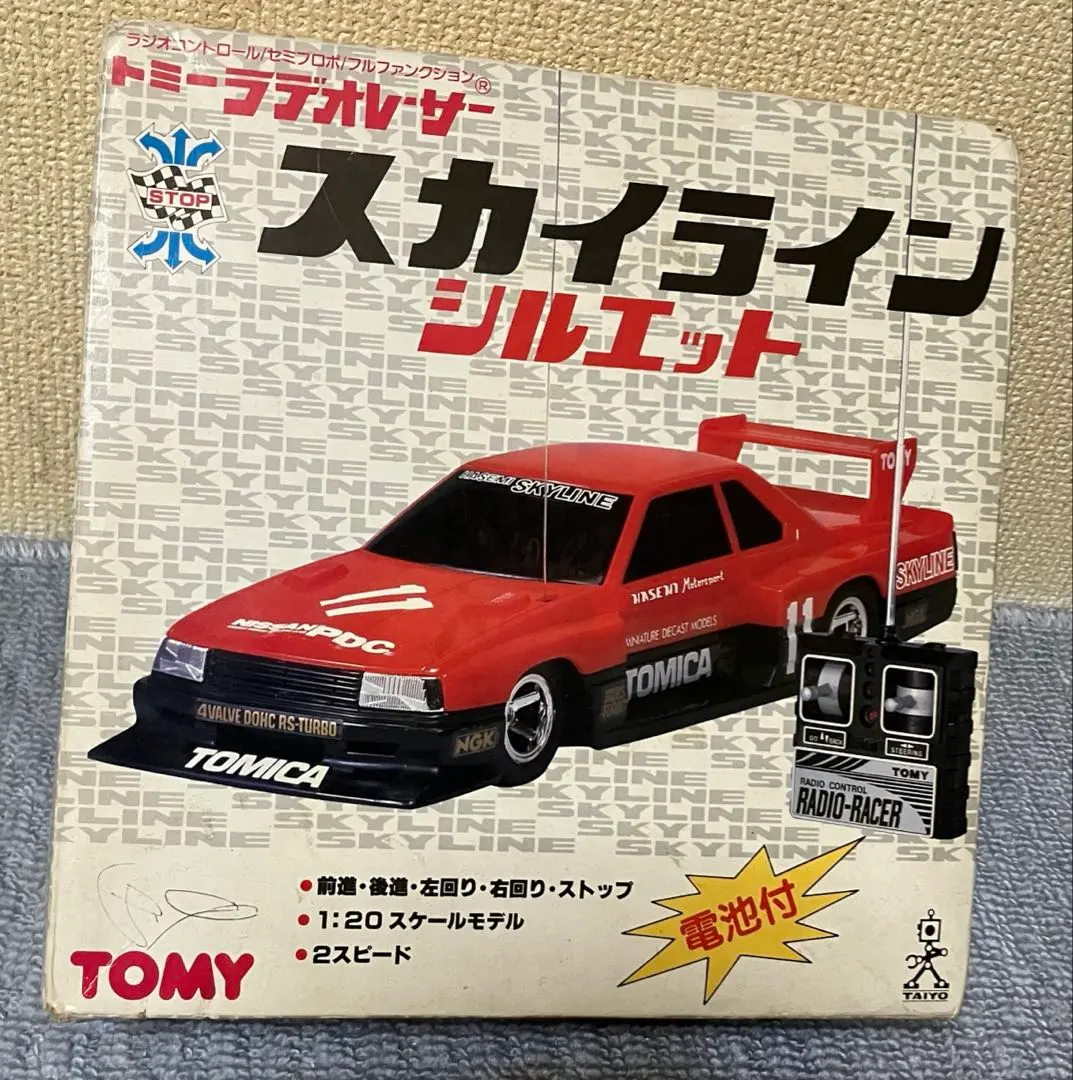 ラジオコントロール/セミプロポ/フルファンクション®
トミーラデオレーサー
STOP
スカイライン
シルエット
HASEMI SKYLINE
TOMY
SKYLINE
HASEMI Motorsport
NISSAN PDC
11
MINIATURE DIECAST MODELS
TOMICA
4VALVE DOHC RS-TURBO
NGK
TOMICA
GO BACK
STEERING
TOMY
RADIO CONTROL
RADIO-RACER
●前進・後進・左回り・右回り・ストップ
●1:20 スケールモデル
●2スピード
電池付
TOMY
TAIYO